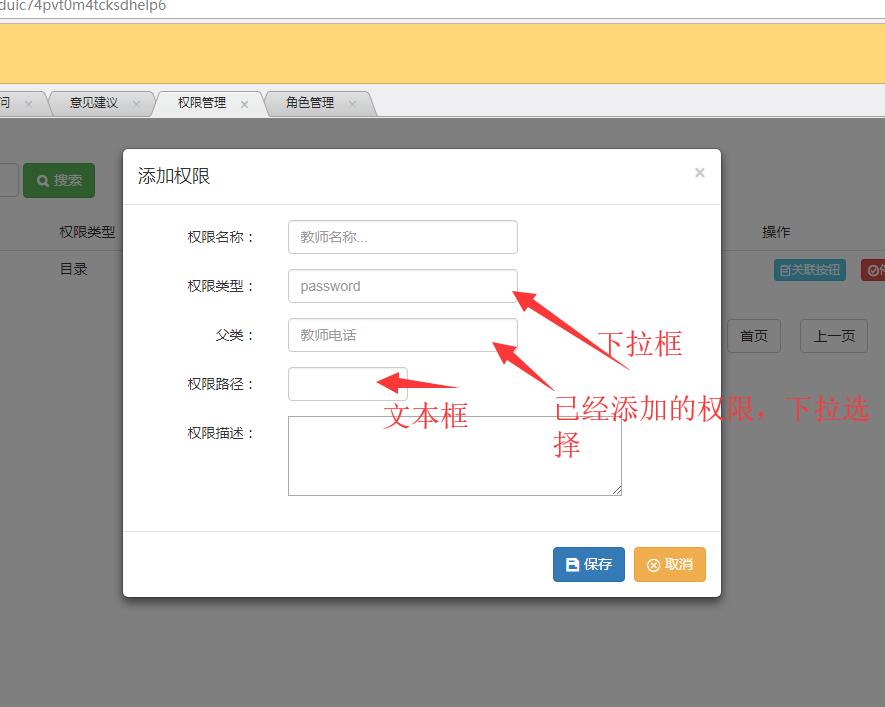 duic74pvt0m4tcksdhelp6
问 × 意见建议 × 权限管理 × 角色管理 ×
搜索
添加权限 ×
权限类型 操作
目录 关联按钮
权限名称： 教师名称...
权限类型： password
下拉框
父类： 教师电话
首页 上一页
已经添加的权限，下拉选
择
权限路径：
文本框
权限描述：
保存 取消